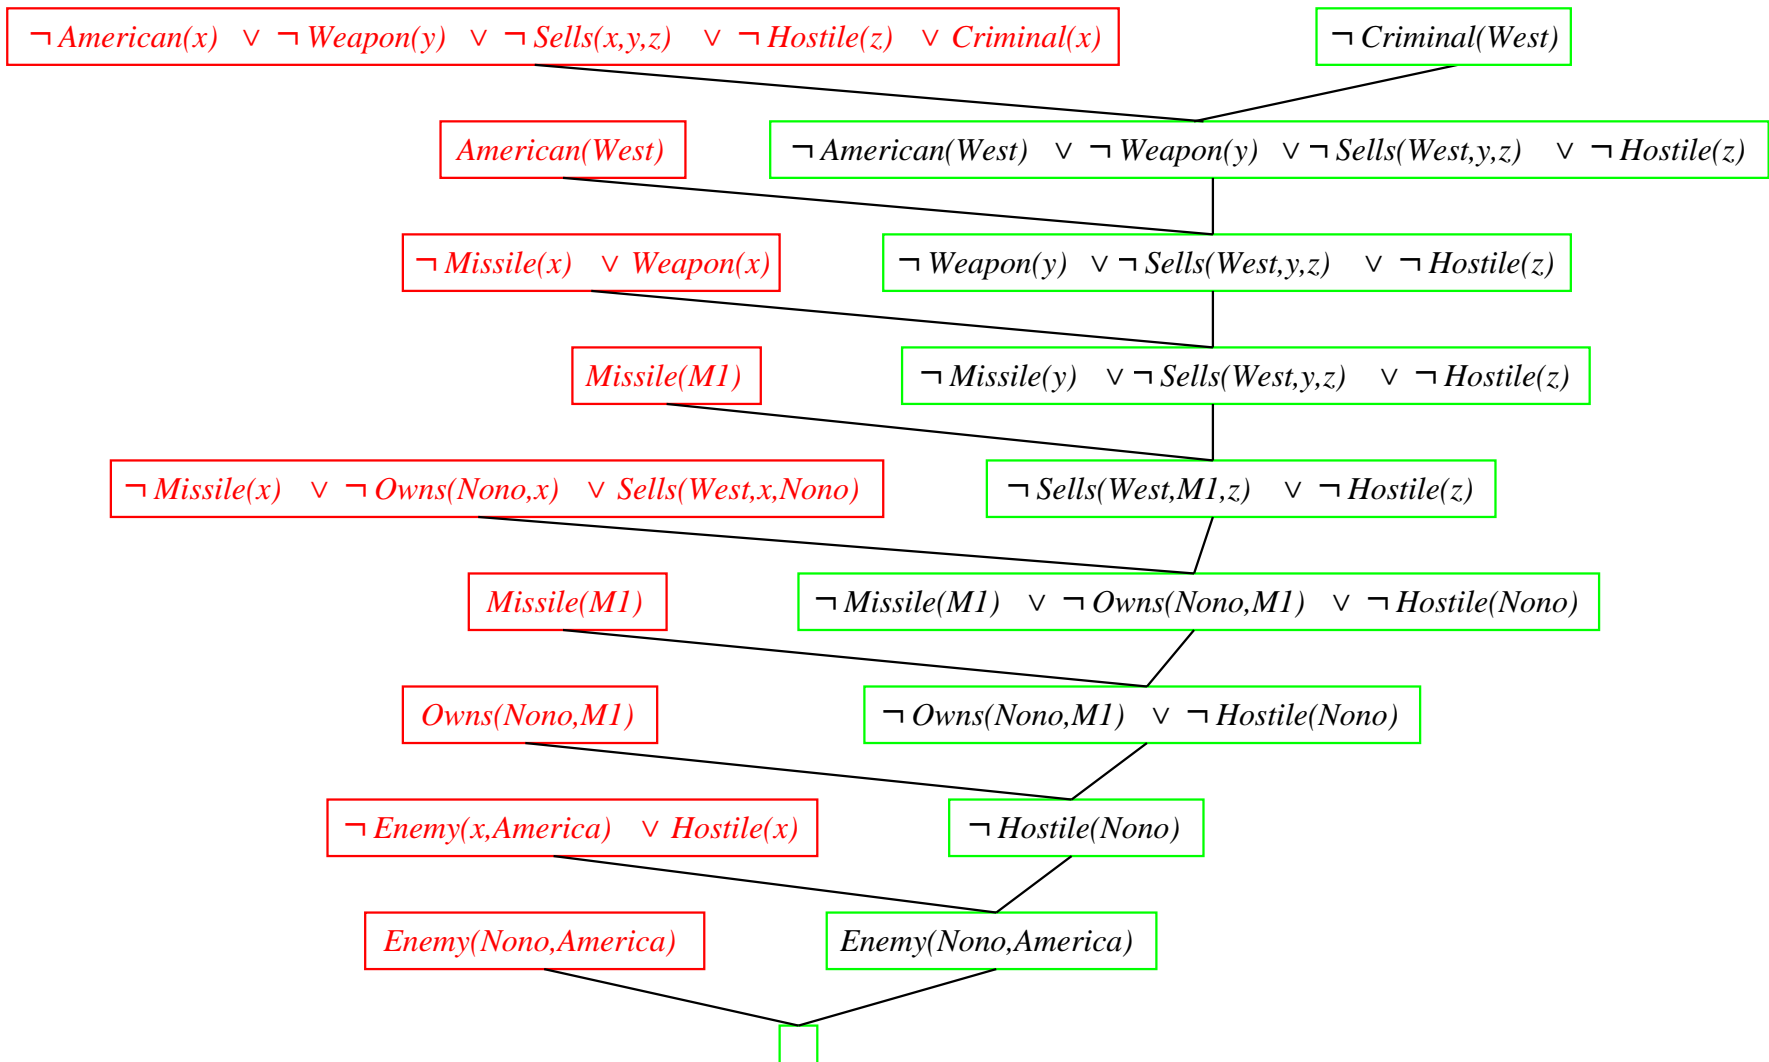 ¬ American(x) ∨ ¬ Weapon(y) ∨ ¬ Sells(x,y,z) ∨ ¬ Hostile(z) ∨ Criminal(x)
¬ Criminal(West)
American(West)
¬ American(West) ∨ ¬ Weapon(y) ∨ ¬ Sells(West,y,z) ∨ ¬ Hostile(z)
¬ Missile(x) ∨ Weapon(x)
¬ Weapon(y) ∨ ¬ Sells(West,y,z) ∨ ¬ Hostile(z)
Missile(M1)
¬ Missile(y) ∨ ¬ Sells(West,y,z) ∨ ¬ Hostile(z)
¬ Missile(x) ∨ ¬ Owns(Nono,x) ∨ Sells(West,x,Nono)
¬ Sells(West,M1,z) ∨ ¬ Hostile(z)
Missile(M1)
¬ Missile(M1) ∨ ¬ Owns(Nono,M1) ∨ ¬ Hostile(Nono)
Owns(Nono,M1)
¬ Owns(Nono,M1) ∨ ¬ Hostile(Nono)
¬ Enemy(x,America) ∨ Hostile(x)
¬ Hostile(Nono)
Enemy(Nono,America)
Enemy(Nono,America)